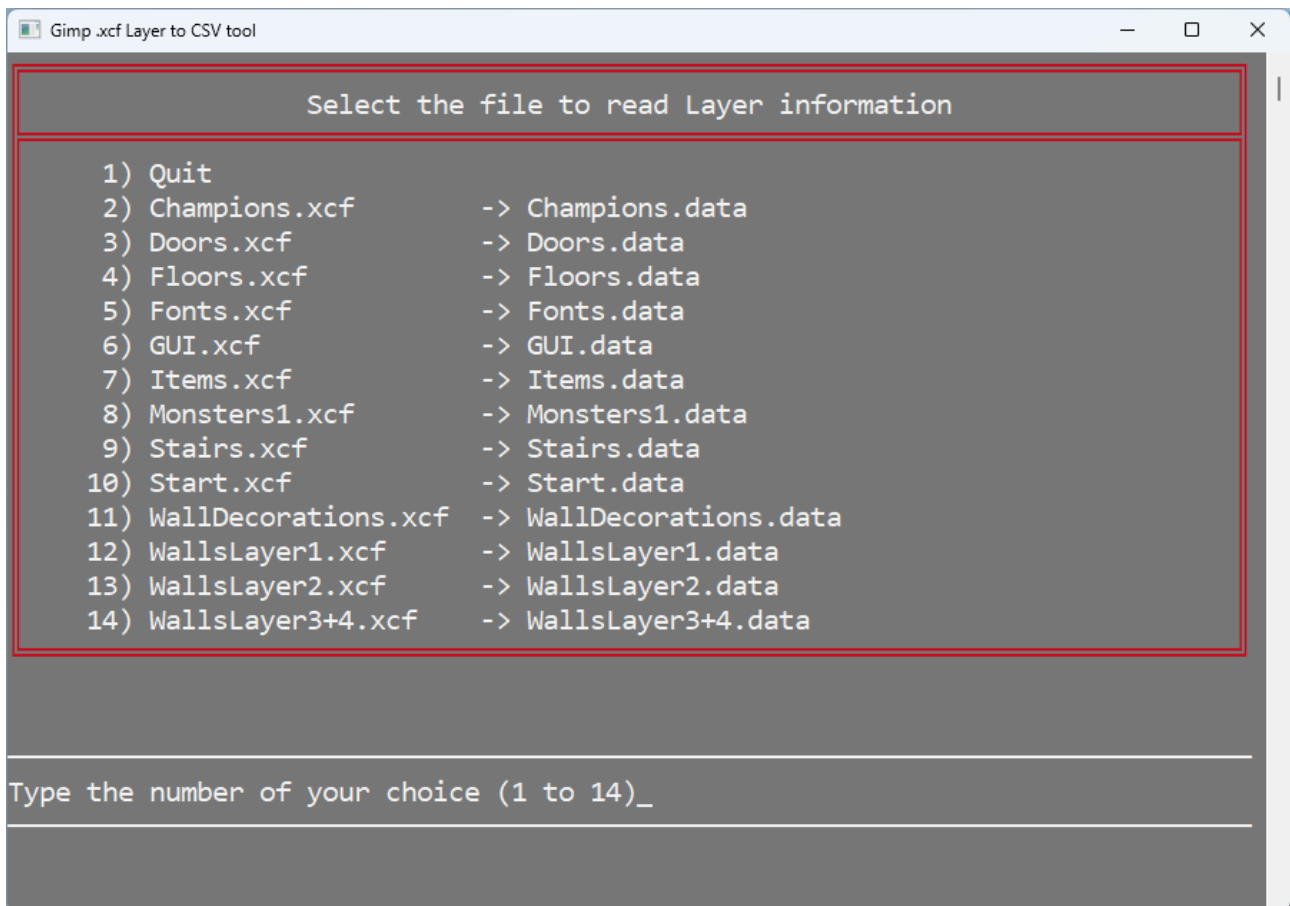 Gimp .xcf Layer to CSV tool
Select the file to read Layer information
1) Quit
2) Champions.xcf -> Champions.data
3) Doors.xcf -> Doors.data
4) Floors.xcf -> Floors.data
5) Fonts.xcf -> Fonts.data
6) GUI.xcf -> GUI.data
7) Items.xcf -> Items.data
8) Monsters1.xcf -> Monsters1.data
9) Stairs.xcf -> Stairs.data
10) Start.xcf -> Start.data
11) WallDecorations.xcf -> WallDecorations.data
12) WallsLayer1.xcf -> WallsLayer1.data
13) WallsLayer2.xcf -> WallsLayer2.data
14) WallsLayer3+4.xcf -> WallsLayer3+4.data
Type the number of your choice (1 to 14)_